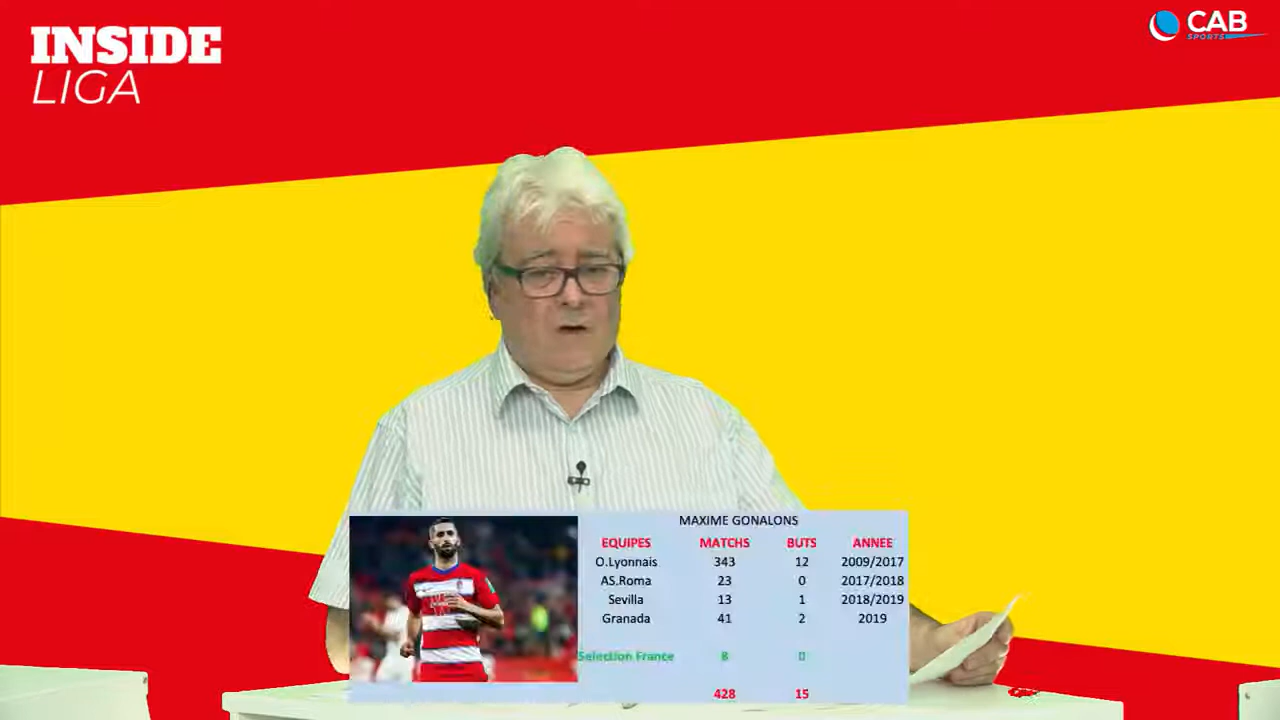 INSIDE
LIGA
CAB
SPORTS
MAXIME GONALONS
EQUIPES MATCHS BUTS ANNEE
O.Lyonnais 343 12 2009/2017
AS.Roma 23 0 2017/2018
Sevilla 13 1 2018/2019
Granada 41 2 2019
Selection France 8 0
428 15